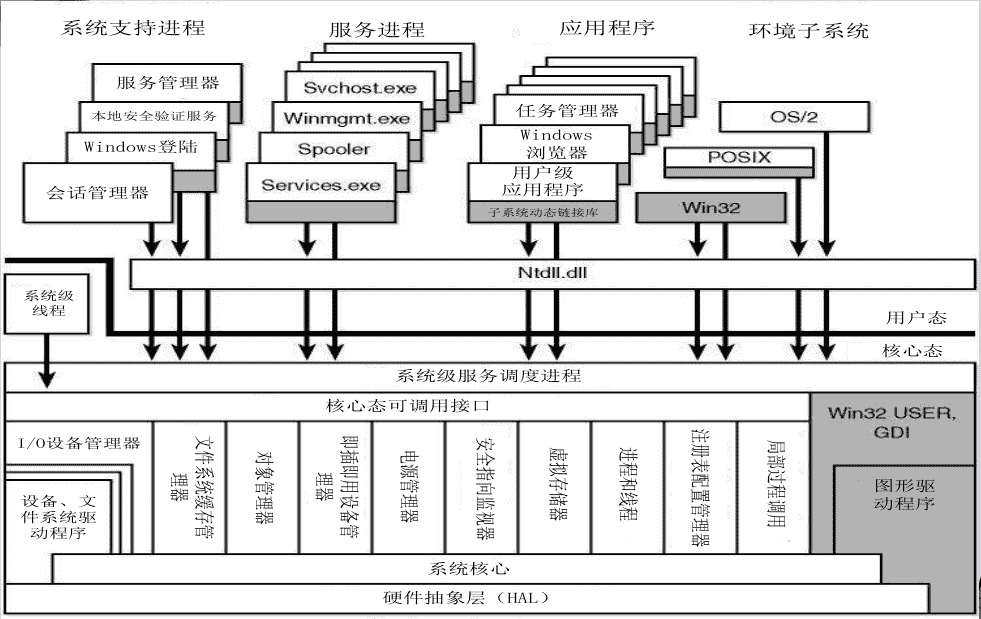 系统支持进程
服务进程
应用程序
环境子系统
服务管理器
本地安全验证服务
Windows登陆
会话管理器
Svchost.exe
Winmgmt.exe
Spooler
Services.exe
任务管理器
Windows
浏览器
用户级
应用程序
子系统动态链接库
OS/2
POSIX
Win32
Ntdll.dll
系统级
线程
用户态
核心态
系统级服务调度进程
核心态可调用接口
Win32 USER,
GDI
I/O设备管理器
设备、文
件系统驱
动程序
文件系统缓存管
理器
对象管理器
即插即用设备管
理器
电源管理器
安全指向监视器
虚拟存储器
进程和线程
注册表配置管理器
局部过程调用
图形驱
动程序
系统核心
硬件抽象层（HAL）